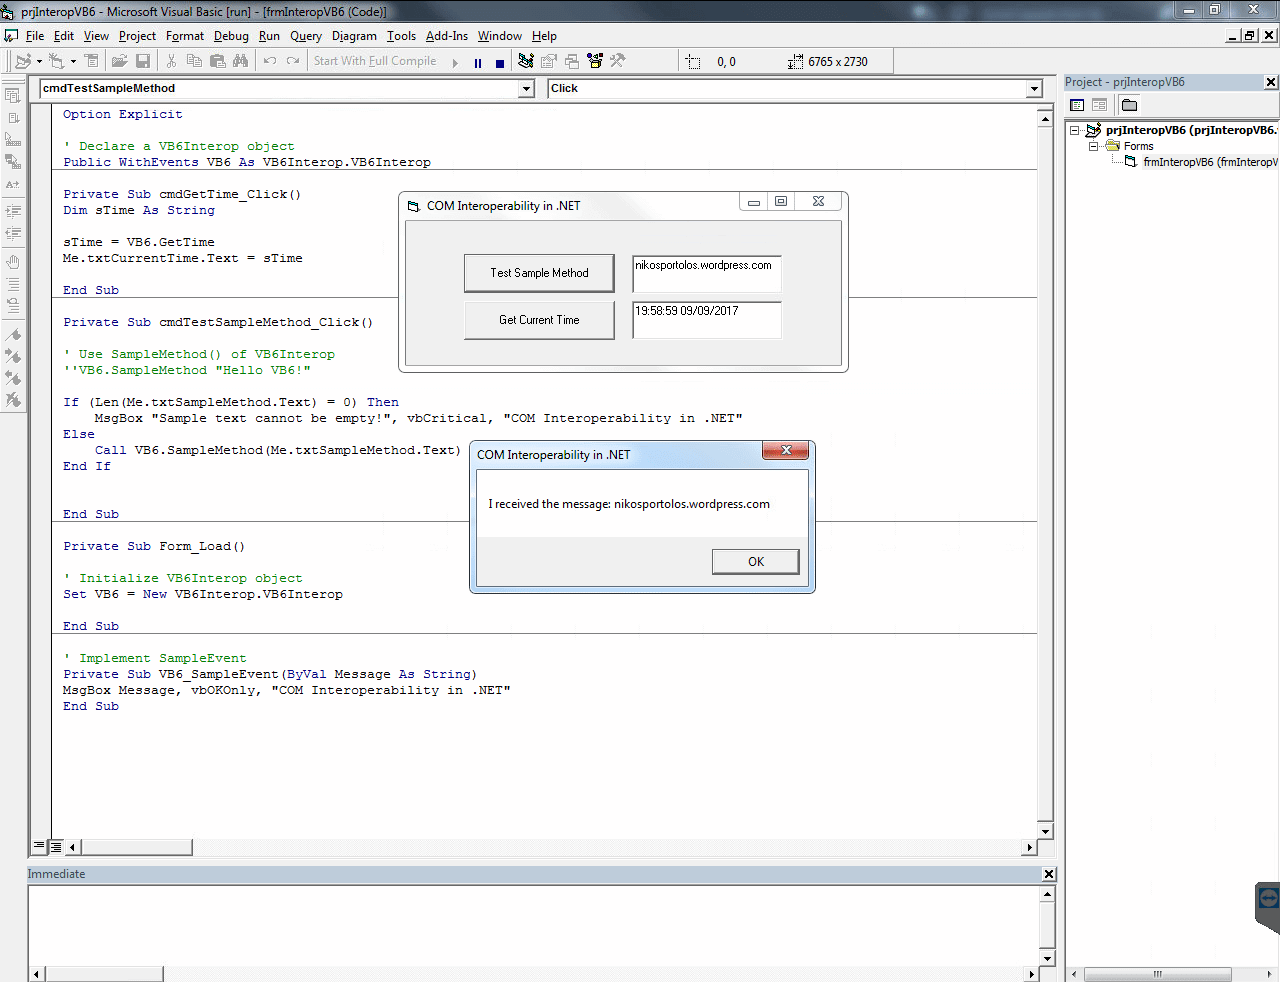 prjInteropVB6 - Microsoft Visual Basic [run] - [frmInteropVB6 (Code)]
File Edit View Project Format Debug Run Query Diagram Tools Add-Ins Window Help
Start With Full Compile
0, 0
6765 x 2730
cmdTestSampleMethod
Click
Option Explicit
' Declare a VB6Interop object
Public WithEvents VB6 As VB6Interop.VB6Interop
Private Sub cmdGetTime_Click()
Dim sTime As String
sTime = VB6.GetTime
Me.txtCurrentTime.Text = sTime
End Sub
Private Sub cmdTestSampleMethod_Click()
' Use SampleMethod() of VB6Interop
''VB6.SampleMethod "Hello VB6!"
If (Len(Me.txtSampleMethod.Text) = 0) Then
MsgBox "Sample text cannot be empty!", vbCritical, "COM Interoperability in .NET"
Else
Call VB6.SampleMethod(Me.txtSampleMethod.Text)
End If
End Sub
Private Sub Form_Load()
' Initialize VB6Interop object
Set VB6 = New VB6Interop.VB6Interop
End Sub
' Implement SampleEvent
Private Sub VB6_SampleEvent(ByVal Message As String)
MsgBox Message, vbOKOnly, "COM Interoperability in .NET"
End Sub
COM Interoperability in .NET
Test Sample Method
nikosportolos.wordpress.com
Get Current Time
19:58:59 09/09/2017
COM Interoperability in .NET
I received the message: nikosportolos.wordpress.com
OK
Immediate
Project - prjInteropVB6
prjInteropVB6 (prjInteropVB6.
Forms
frmInteropVB6 (frmInteropV